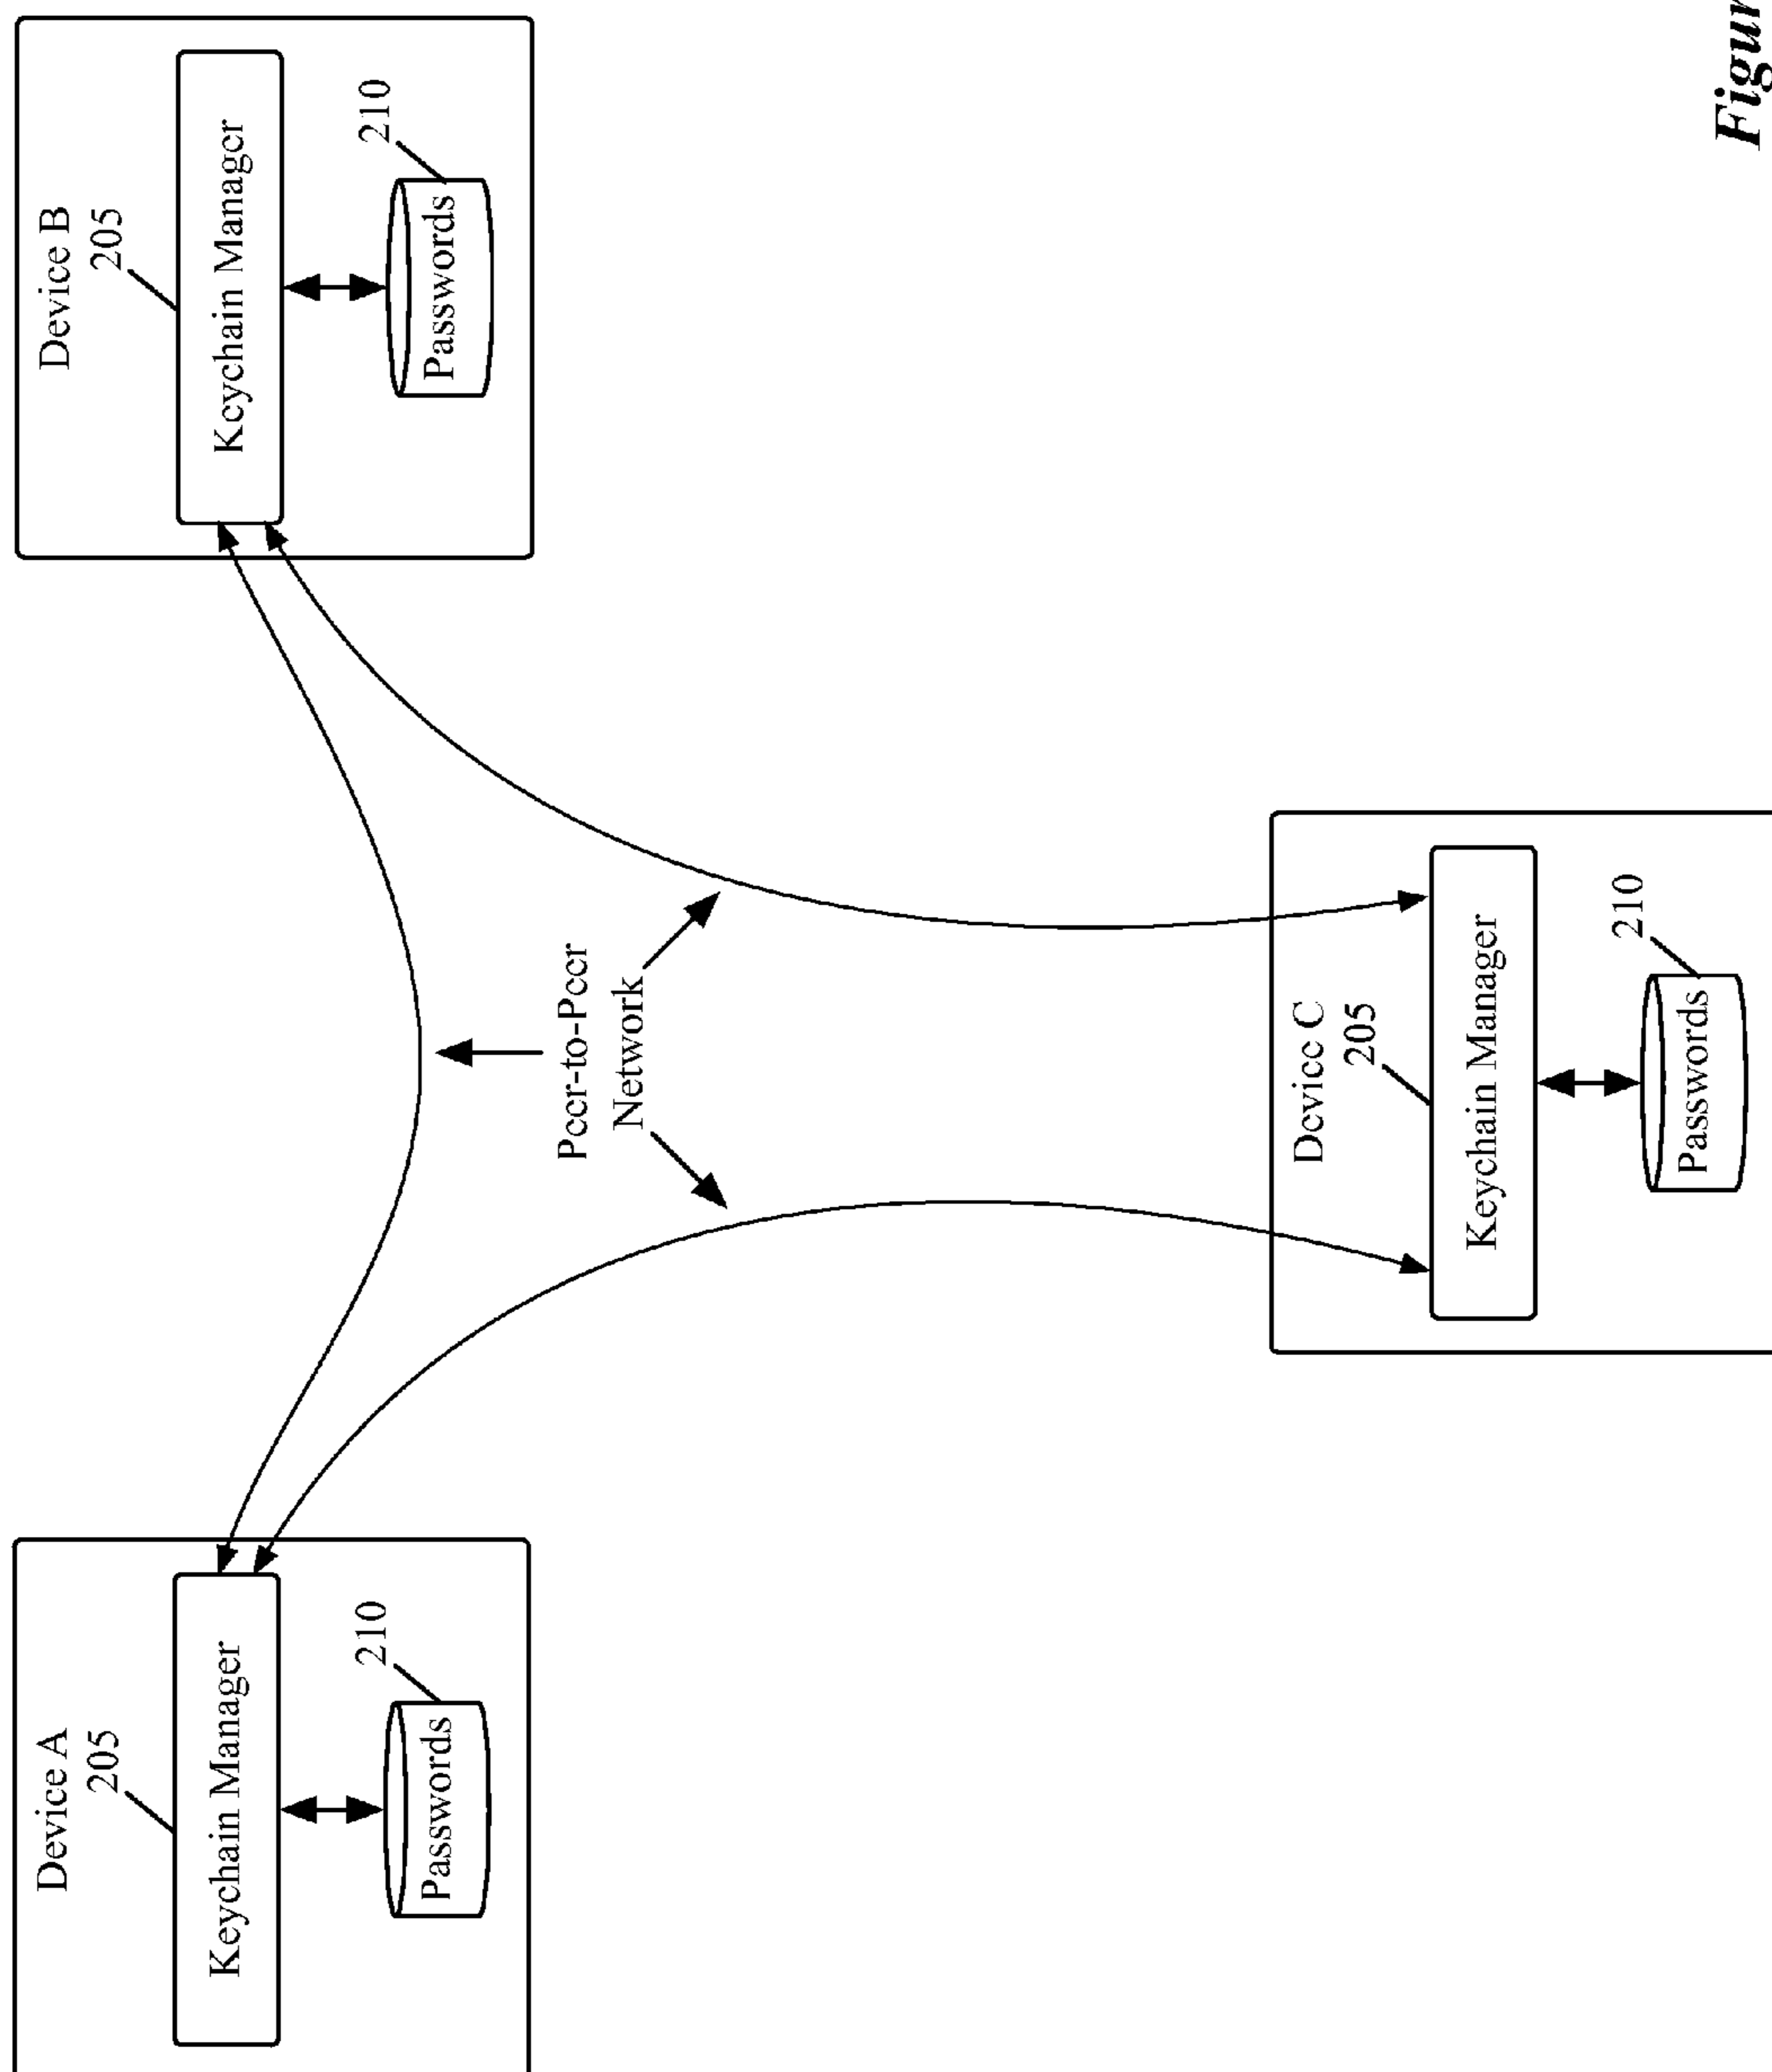 Device A
205
Keychain Manager
210
Passwords
Device B
205
Keychain Manager
210
Passwords
Peer-to-Peer
Network
Device C
205
Keychain Manager
210
Passwords
Figur